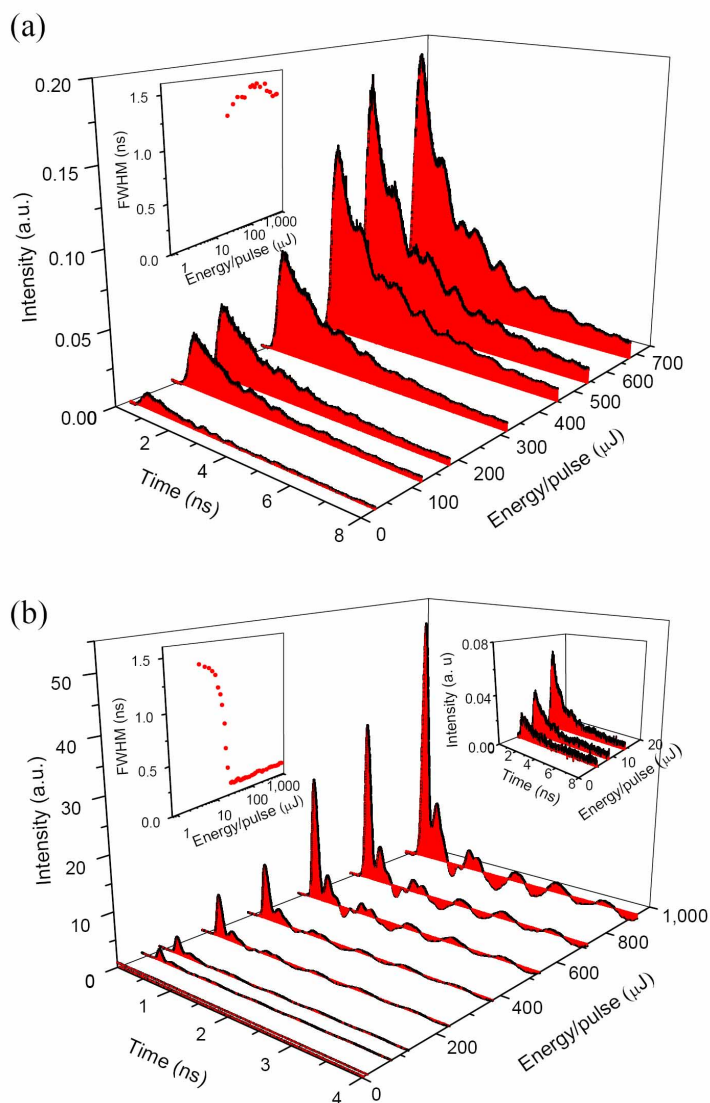 (a)
0.20
0.15
0.10
0.05
0.00
Intensity (a.u.)
1.5
1.0
0.5
0.0
FWHM (ns)
1 10 100 1,000
Energy/pulse (μJ)
0 2 4 6 8
Time (ns)
0 100 200 300 400 500 600 700
Energy/pulse (μJ)
(b)
50
40
30
20
10
0
Intensity (a.u.)
1.5
1.0
0.5
0.0
FWHM (ns)
1 10 100 1,000
Energy/pulse (μJ)
0.08
0.04
0.00
Intensity (a. u)
2 4 6 8
Time (ns)
0 10 20
Energy/pulse (μJ)
1 2 3 4
Time (ns)
0 200 400 600 800 1,000
Energy/pulse (μJ)